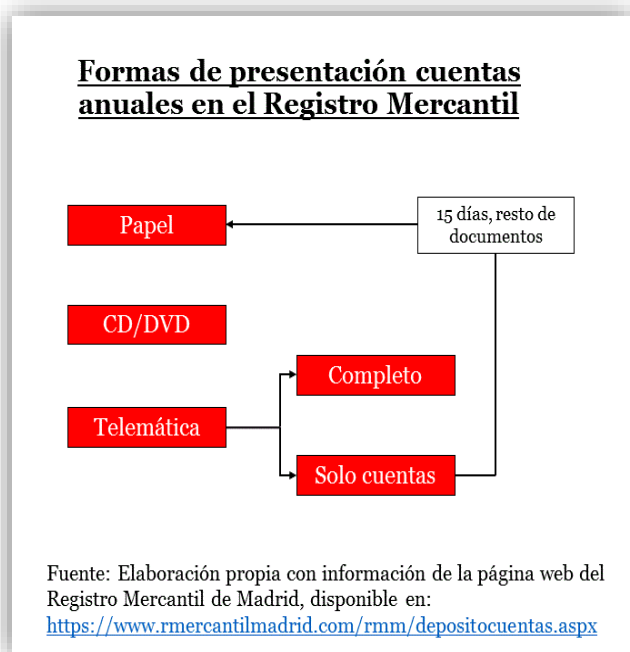 Formas de presentación cuentas
anuales en el Registro Mercantil
Papel
15 días, resto de
documentos
CD/DVD
Completo
Telemática
Solo cuentas
Fuente: Elaboración propia con información de la página web del
Registro Mercantil de Madrid, disponible en:
https://www.rmercantilmadrid.com/rmm/depositocuentas.aspx